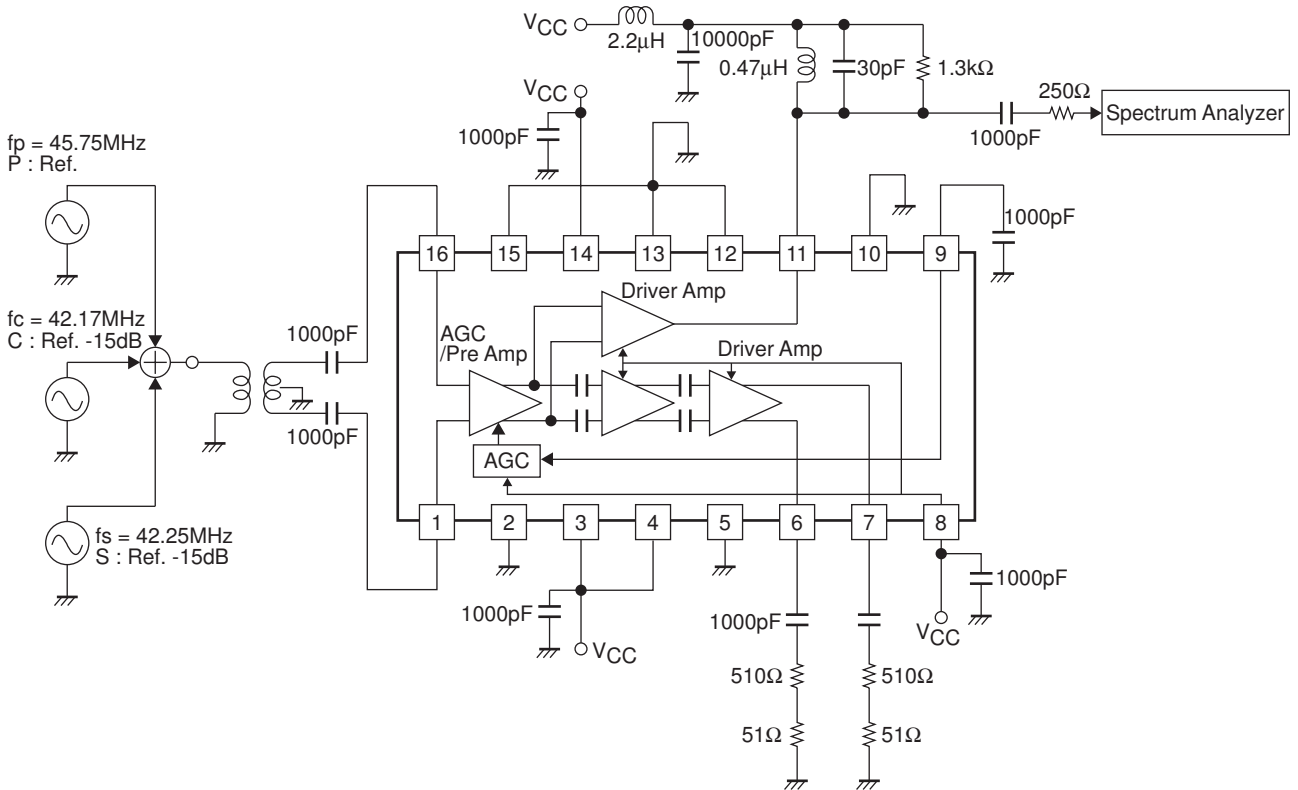 VCC
2.2μH
10000pF
0.47μH
30pF
1.3kΩ
VCC
1000pF
250Ω
Spectrum Analyzer
1000pF
fp = 45.75MHz
P : Ref.
1000pF
16
15
14
13
12
11
10
9
fc = 42.17MHz
C : Ref. -15dB
1000pF
1000pF
AGC
/Pre Amp
Driver Amp
Driver Amp
AGC
fs = 42.25MHz
S : Ref. -15dB
1
2
3
4
5
6
7
8
1000pF
VCC
1000pF
510Ω
51Ω
510Ω
51Ω
VCC
1000pF